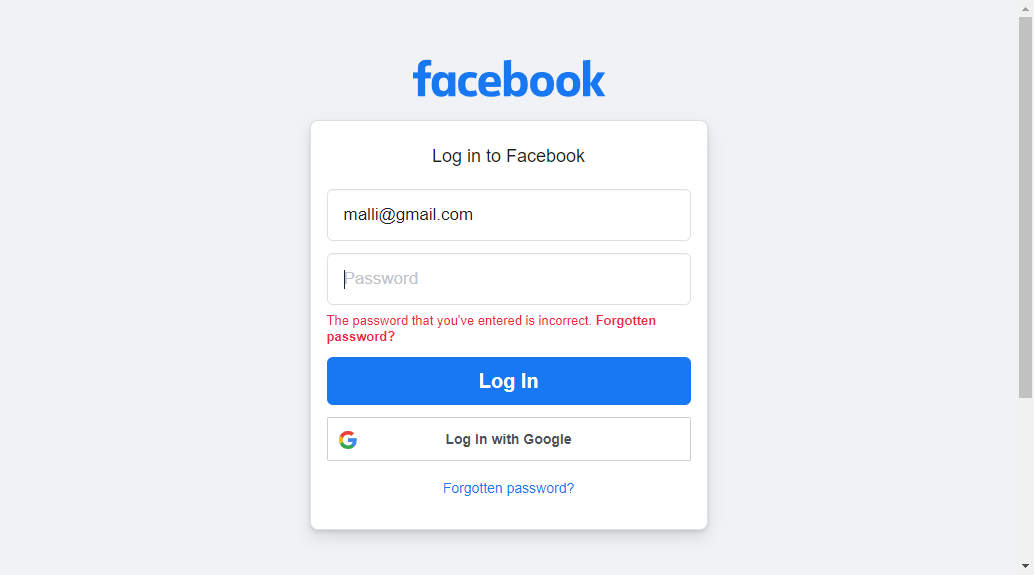 facebook
Log in to Facebook
malli@gmail.com
Password
The password that you've entered is incorrect. Forgotten
password?
Log In
Log In with Google
Forgotten password?